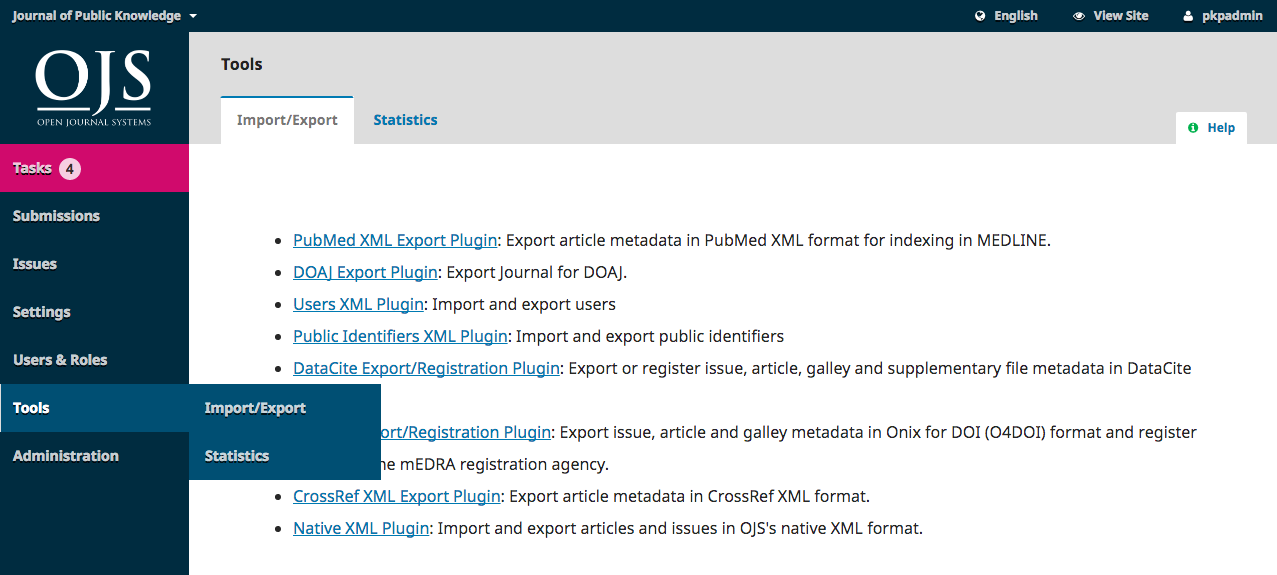 Journal of Public Knowledge
English
View Site
pkpadmin
OJS
OPEN JOURNAL SYSTEMS
Tools
Import/Export
Statistics
Help
Tasks 4
Submissions
Issues
Settings
Users & Roles
Tools
Administration
Import/Export
Statistics
PubMed XML Export Plugin: Export article metadata in PubMed XML format for indexing in MEDLINE.
DOAJ Export Plugin: Export Journal for DOAJ.
Users XML Plugin: Import and export users
Public Identifiers XML Plugin: Import and export public identifiers
DataCite Export/Registration Plugin: Export or register issue, article, galley and supplementary file metadata in DataCite
ort/Registration Plugin: Export issue, article and galley metadata in Onix for DOI (O4DOI) format and register
he mEDRA registration agency.
CrossRef XML Export Plugin: Export article metadata in CrossRef XML format.
Native XML Plugin: Import and export articles and issues in OJS's native XML format.